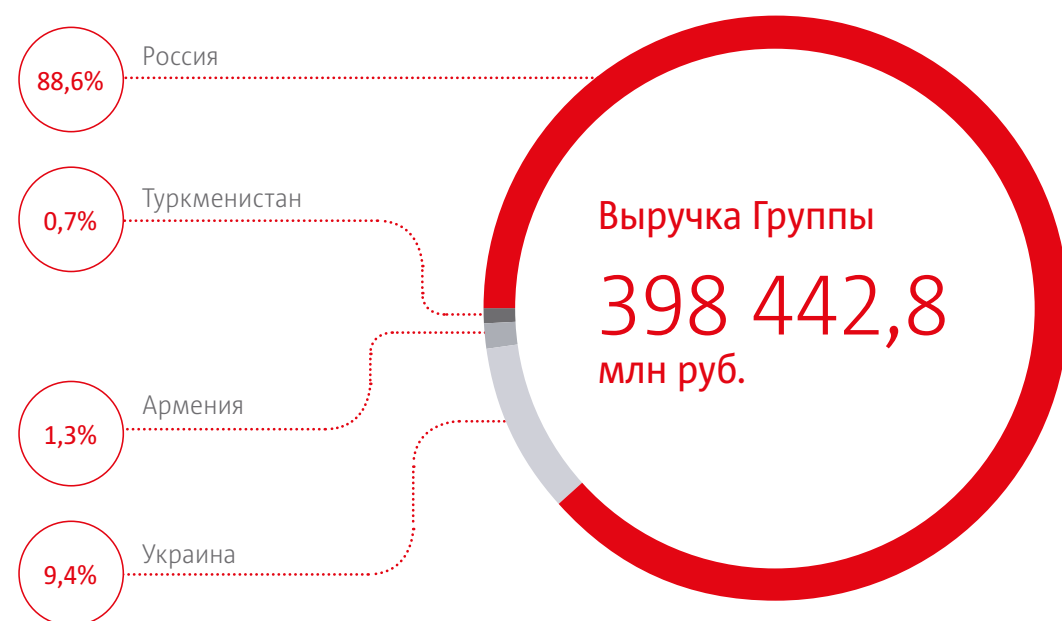 Россия
88,6%
Туркменистан
0,7%
Армения
1,3%
Украина
9,4%
Выручка Группы
398 442,8
млн руб.